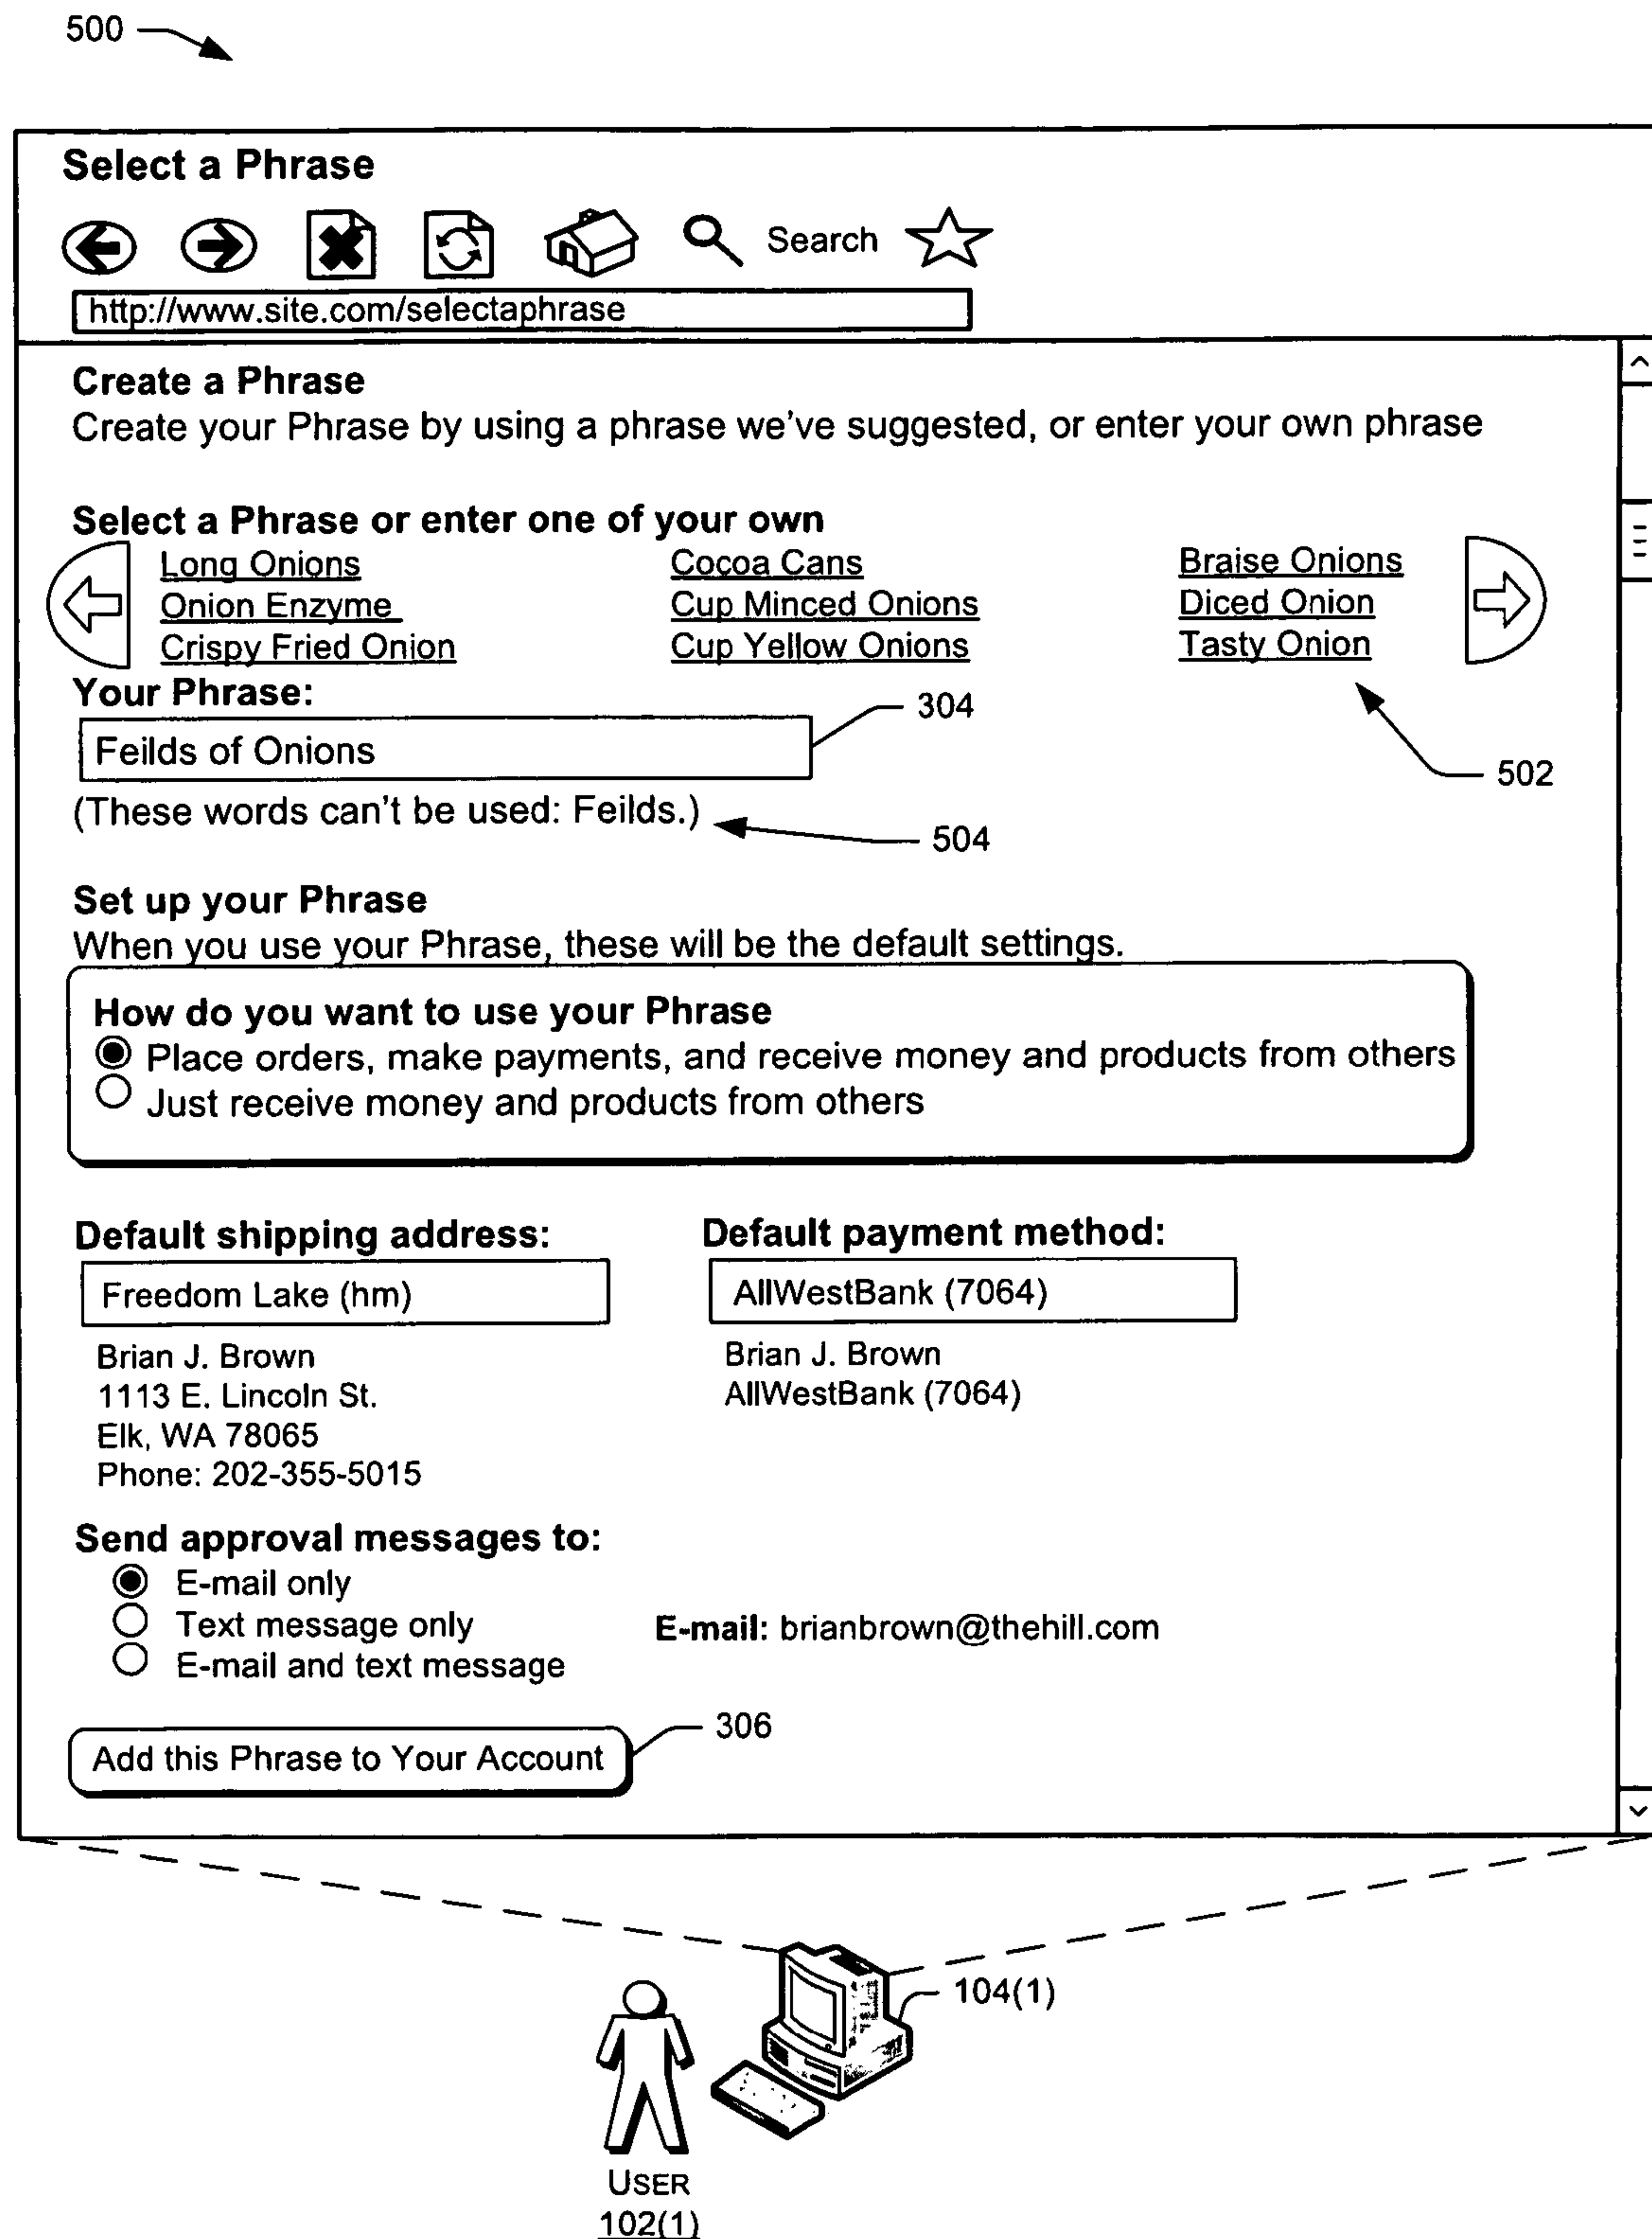 500
Select a Phrase
Search
http://www.site.com/selectaphrase
Create a Phrase
Create your Phrase by using a phrase we've suggested, or enter your own phrase
Select a Phrase or enter one of your own
Long Onions Cocoa Cans Braise Onions
Onion Enzyme Cup Minced Onions Diced Onion
Crispy Fried Onion Cup Yellow Onions Tasty Onion
Your Phrase:
304
Feilds of Onions
502
(These words can't be used: Feilds.)
504
Set up your Phrase
When you use your Phrase, these will be the default settings.
How do you want to use your Phrase
Place orders, make payments, and receive money and products from others
Just receive money and products from others
Default shipping address: Default payment method:
Freedom Lake (hm) AllWestBank (7064)
Brian J. Brown Brian J. Brown
1113 E. Lincoln St. AllWestBank (7064)
Elk, WA 78065
Phone: 202-355-5015
Send approval messages to:
E-mail only
Text message only E-mail: brianbrown@thehill.com
E-mail and text message
306
Add this Phrase to Your Account
104(1)
USER
102(1)